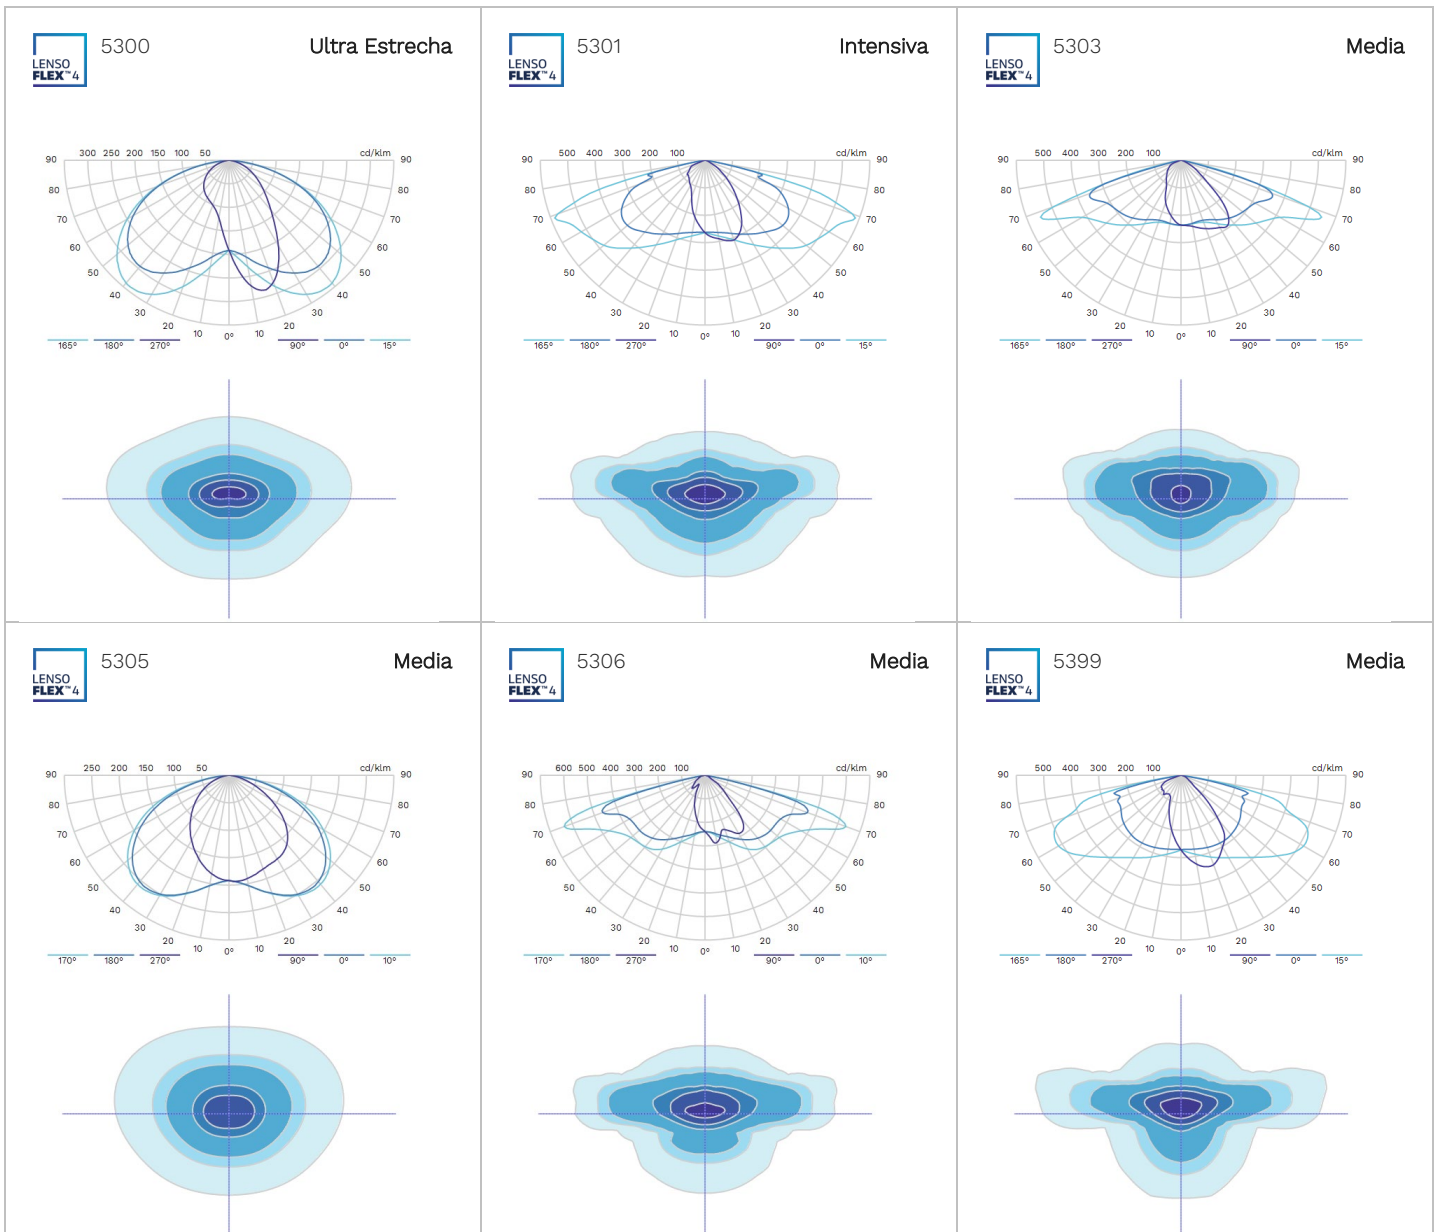 5300 Ultra Estrecha
LENSO
FLEX™4
300 250 200 150 100 50 cd/klm
90 90
80 80
70 70
60 60
50 50
40 40
30 30
20 20
10 0° 10
165° 180° 270° 90° 0° 15°
5301 Intensiva
LENSO
FLEX™4
500 400 300 200 100 cd/klm
90 90
80 80
70 70
60 60
50 50
40 40
30 30
20 20
10 0° 10
165° 180° 270° 90° 0° 15°
5303 Media
LENSO
FLEX™4
500 400 300 200 100 cd/klm
90 90
80 80
70 70
60 60
50 50
40 40
30 30
20 20
10 0° 10
165° 180° 270° 90° 0° 15°
5305 Media
LENSO
FLEX™4
250 200 150 100 50 cd/klm
90 90
80 80
70 70
60 60
50 50
40 40
30 30
20 20
10 0° 10
170° 180° 270° 90° 0° 10°
5306 Media
LENSO
FLEX™4
600 500 400 300 200 100 cd/klm
90 90
80 80
70 70
60 60
50 50
40 40
30 30
20 20
10 0° 10
170° 180° 270° 90° 0° 10°
5399 Media
LENSO
FLEX™4
500 400 300 200 100 cd/klm
90 90
80 80
70 70
60 60
50 50
40 40
30 30
20 20
10 0° 10
165° 180° 270° 90° 0° 15°